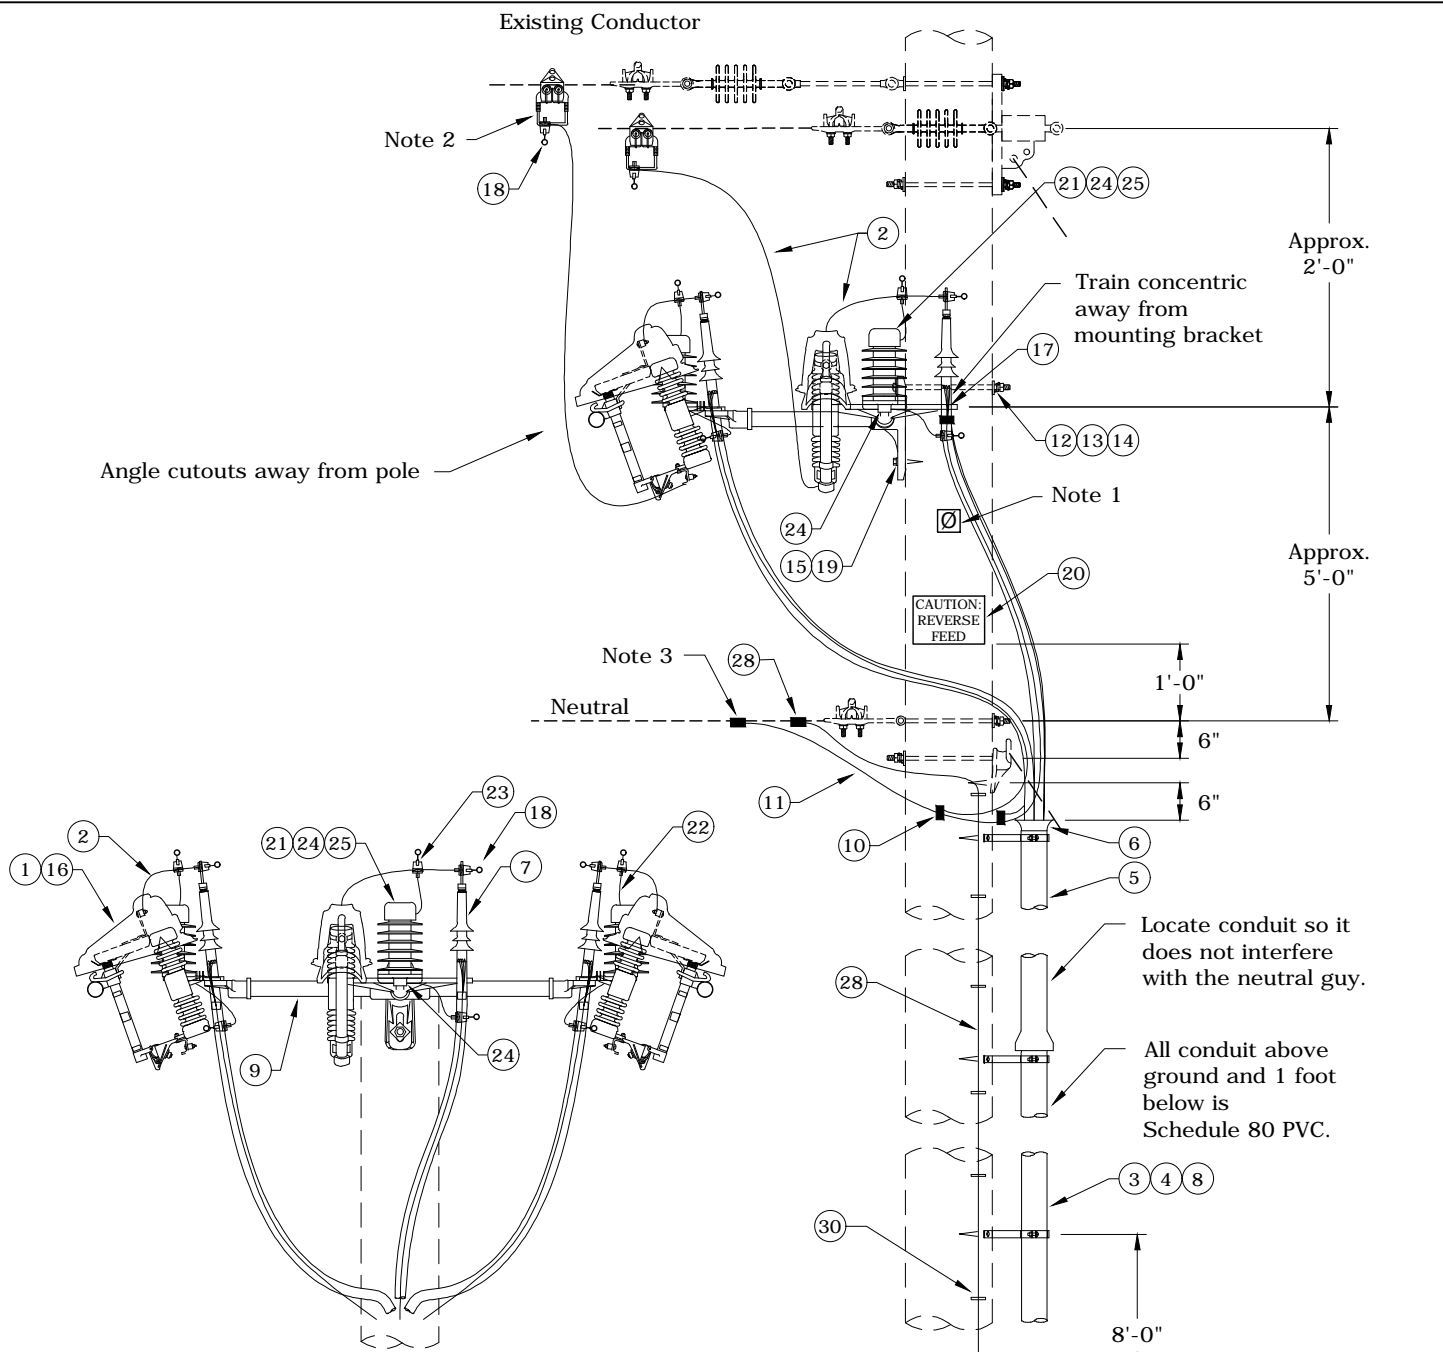 Existing Conductor
Note 2
18
21 24 25
2
Approx.
2'-0"
Train concentric
away from
mounting bracket
17
12 13 14
Angle cutouts away from pole
24
15 19
Ø
Note 1
Approx.
5'-0"
20
CAUTION:
REVERSE
FEED
Note 3
28
1'-0"
Neutral
6"
11
6"
10
6
5
23
2
21 24 25
18
22
1 16
7
Locate conduit so it
does not interfere
with the neutral guy.
28
9
24
All conduit above
ground and 1 foot
below is
Schedule 80 PVC.
3 4 8
30
8'-0"